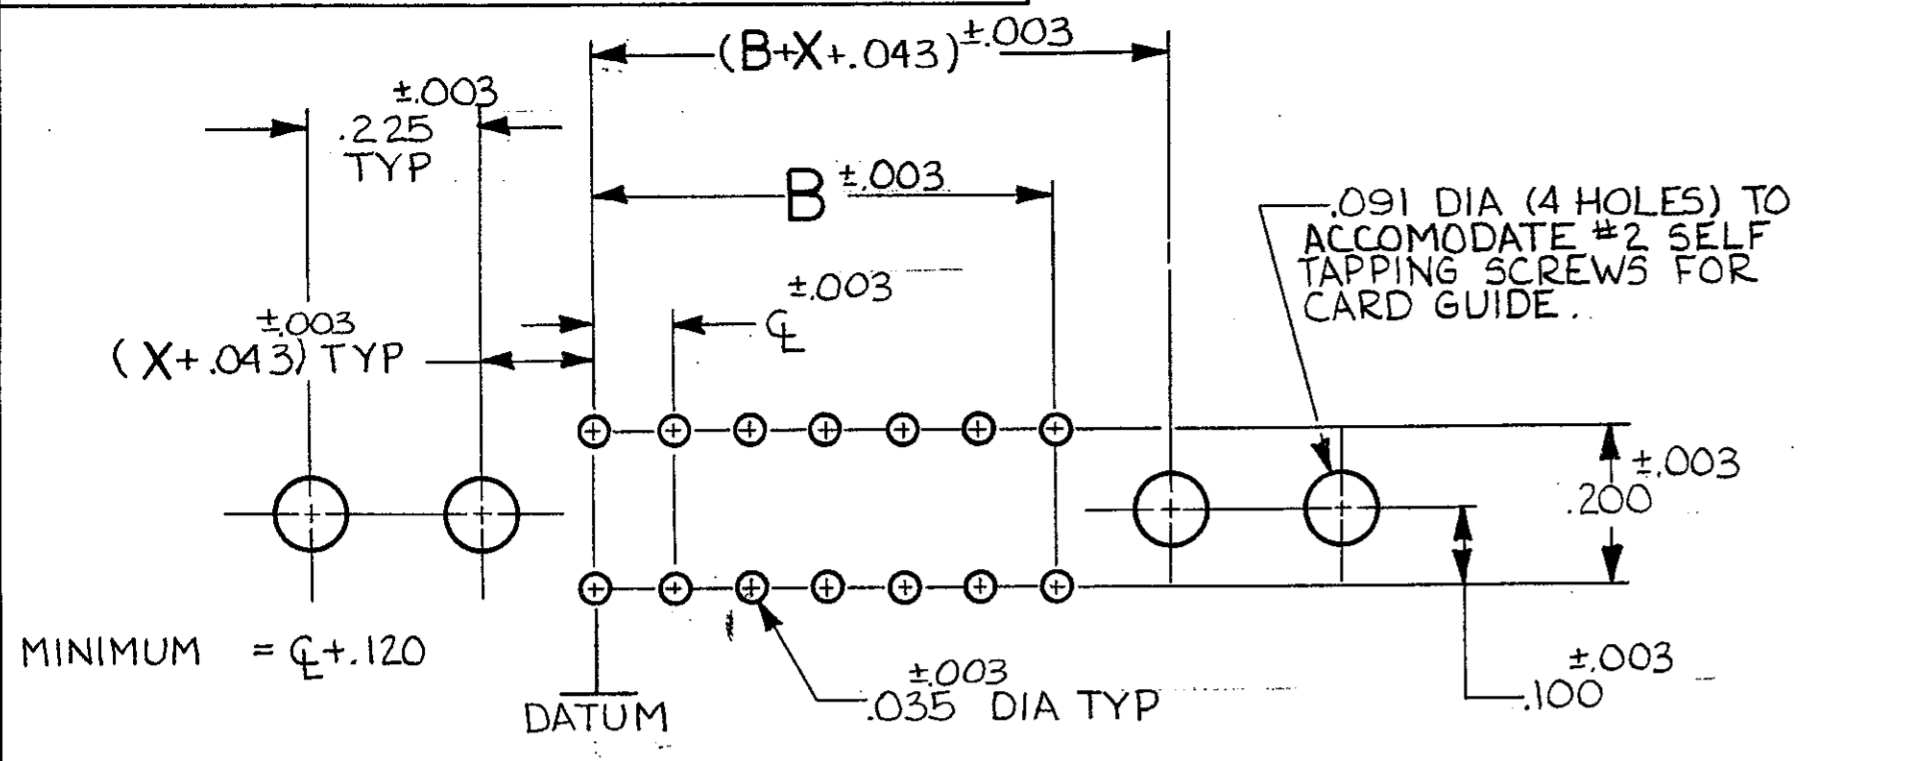 (B+X+.043)±.003
±.003
.225
TYP
B ±.003
.091 DIA (4 HOLES) TO
ACCOMODATE #2 SELF
TAPPING SCREWS FOR
CARD GUIDE.
±.003
℄
±.003
(X+.043) TYP
±.003
.200
MINIMUM = ℄+.120
±.003
.035 DIA TYP
±.003
.100
DATUM